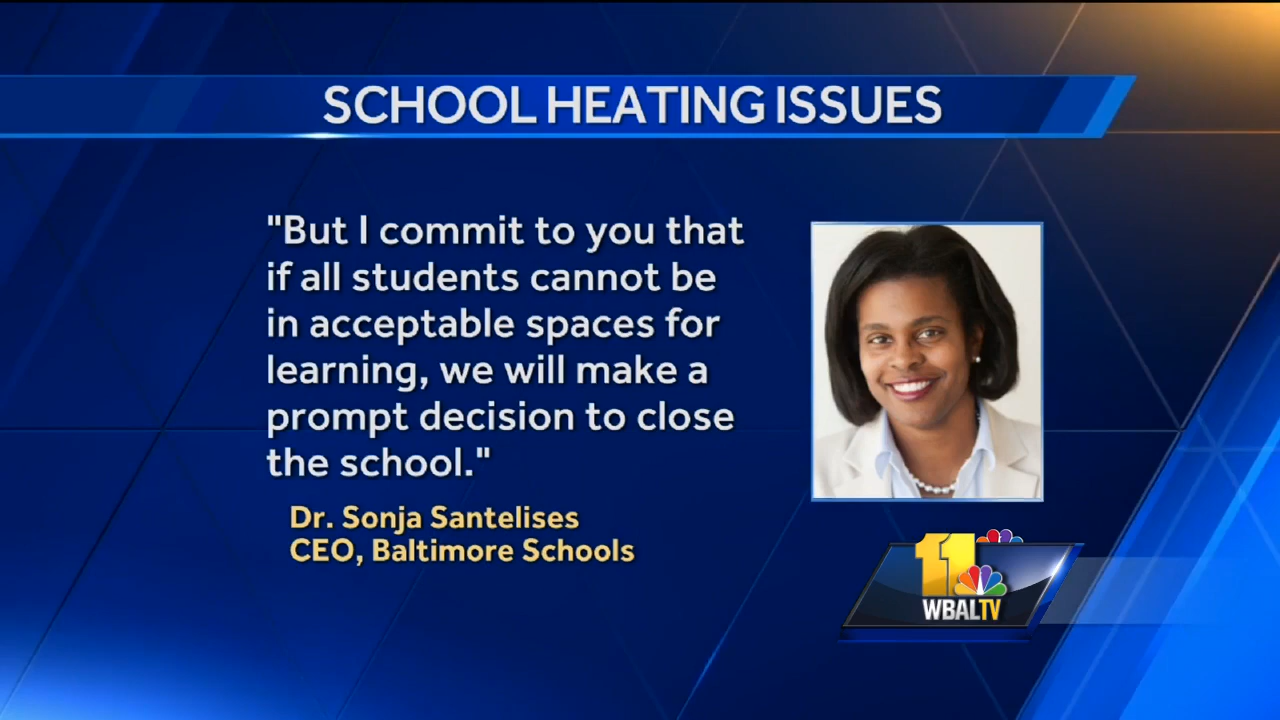 SCHOOL HEATING ISSUES
"But I commit to you that
if all students cannot be
in acceptable spaces for
learning, we will make a
prompt decision to close
the school."
Dr. Sonja Santelises
CEO, Baltimore Schools
11
WBALTV